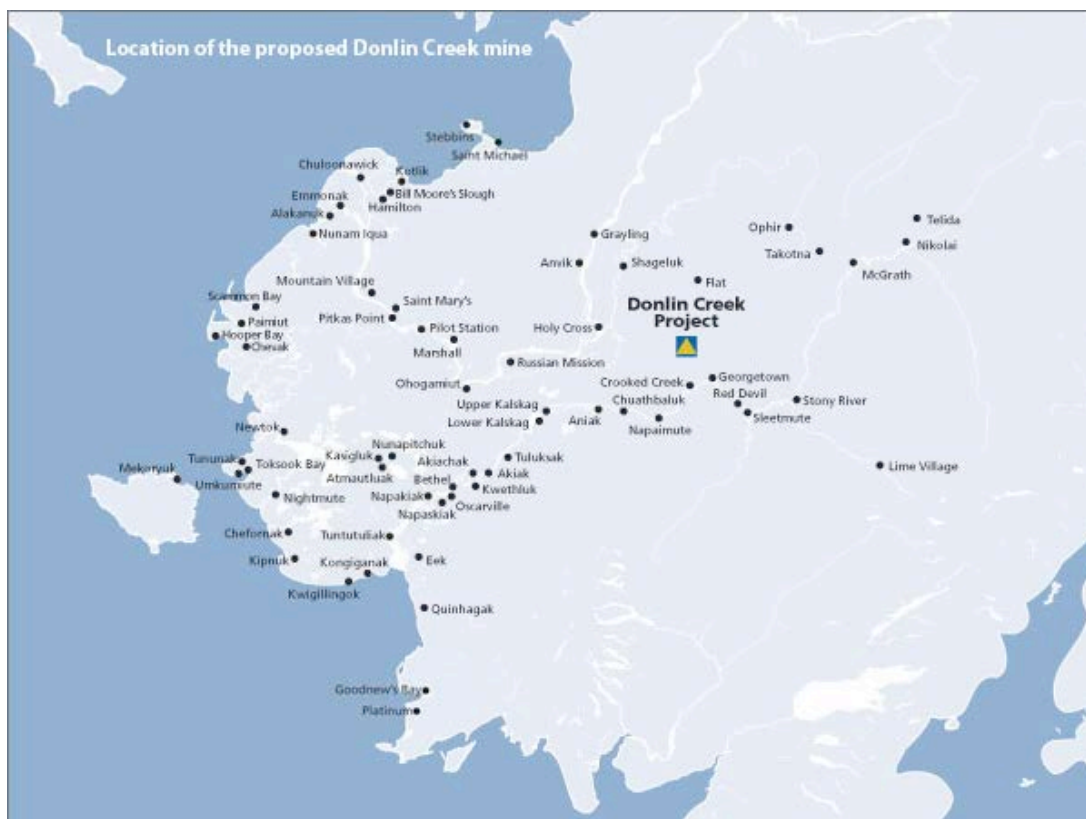 Location of the proposed Donlin Creek mine
Stebbins
Saint Michael
Chuloonawick
Kotlik
Bill Moore's Slough
Emmonak
Hamilton
Alakanuk
Nunam Iqua
Grayling
Ophir
Telida
Takotna
Nikolai
Anvik
Shageluk
McGrath
Flat
Mountain Village
Scammon Bay
Saint Mary's
Donlin Creek
Project
Paimiut
Pitkas Point
Hooper Bay
Pilot Station
Holy Cross
Chevak
Marshall
Russian Mission
Ohogamiut
Crooked Creek
Georgetown
Upper Kalskag
Chuathbaluk
Red Devil
Stony River
Lower Kalskag
Aniak
Napaimute
Sleetmute
Newtok
Nunapitchuk
Tununak
Kasigluk
Tuluksak
Mekoryuk
Toksook Bay
Akiachak
Lime Village
Umkumiute
Atmautluak
Bethel
Akiak
Nightmute
Napakiak
Kwethluk
Oscarville
Napaskiak
Chefornak
Tuntutuliak
Kipnuk
Kongiganak
Eek
Kwigillingok
Quinhagak
Goodnew's Bay
Platinum